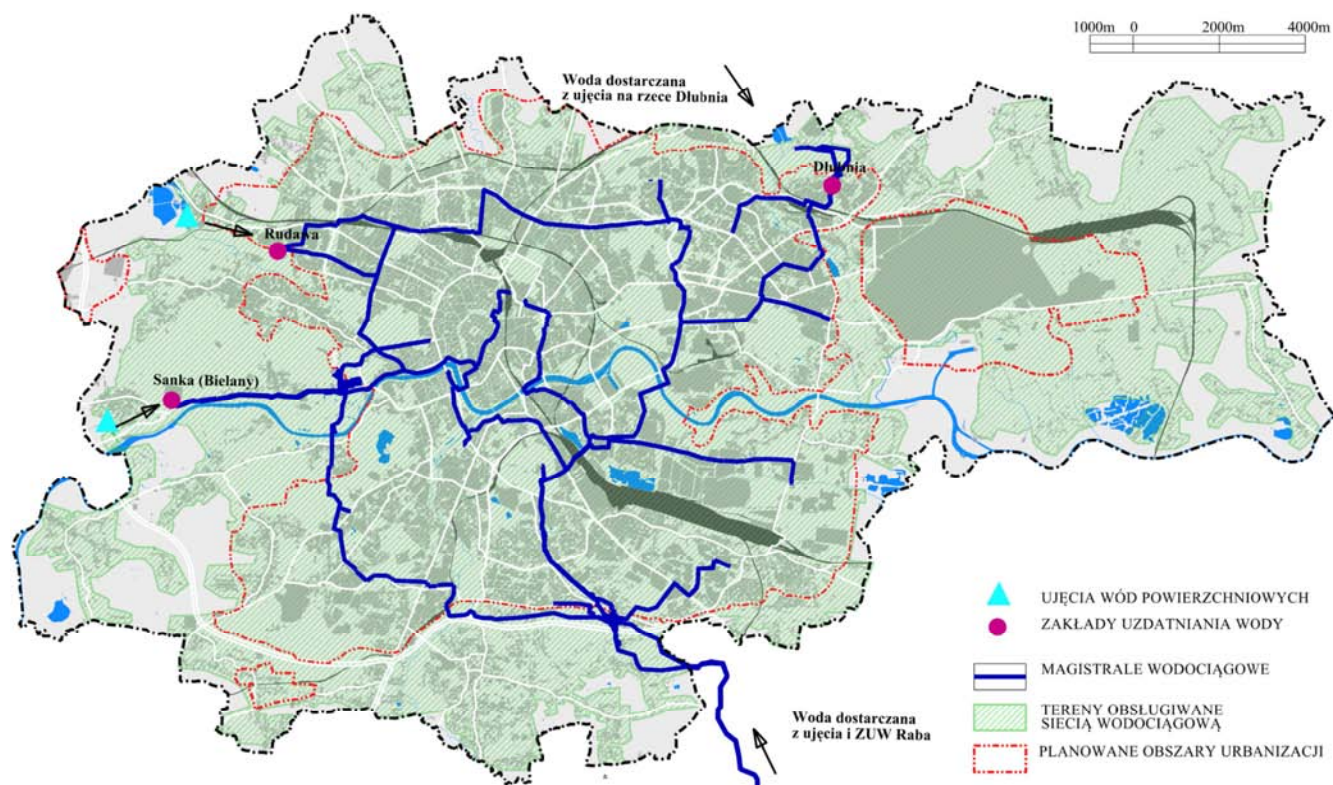 1000m 0 2000m 4000m
Woda dostarczana
z ujęcia na rzece Dłubnia
Dłubnia
Rudawa
Sanka (Bielany)
UJĘCIA WÓD POWIERZCHNIOWYCH
ZAKŁADY UZDATNIANIA WODY
MAGISTRALE WODOCIĄGOWE
TERENY OBSŁUGIWANE
SIECIĄ WODOCIĄGOWĄ
PLANOWANE OBSZARY URBANIZACJI
Woda dostarczana
z ujęcia i ZUW Raba